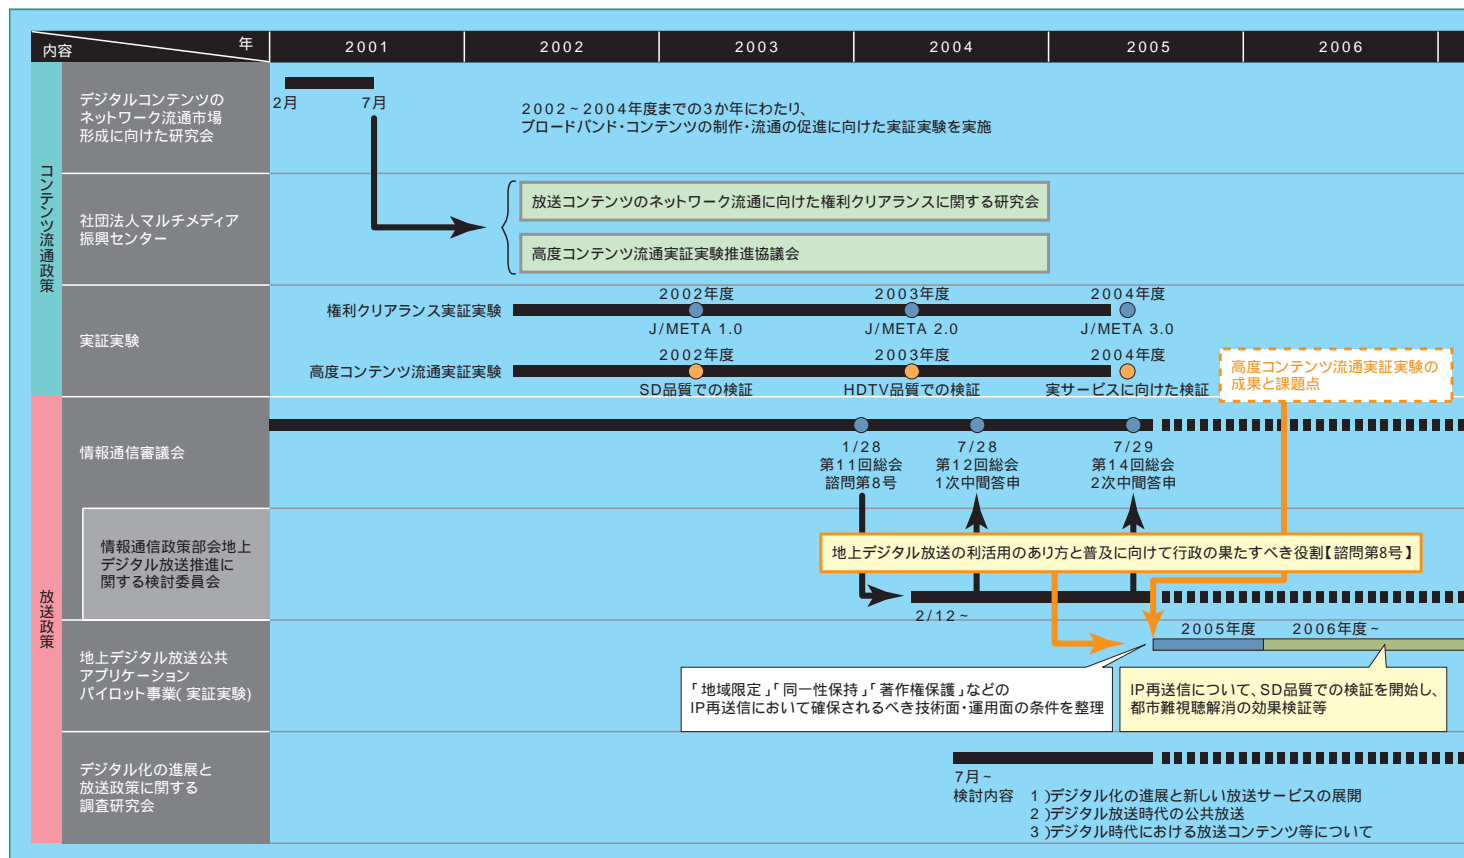 年
内容
2001
2002
2003
2004
2005
2006
コンテンツ流通政策
デジタルコンテンツの
ネットワーク流通市場
形成に向けた研究会
2月
7月
2002~2004年度までの3か年にわたり、
ブロードバンド・コンテンツの制作・流通の促進に向けた実証実験を実施
社団法人マルチメディア
振興センター
放送コンテンツのネットワーク流通に向けた権利クリアランスに関する研究会
高度コンテンツ流通実証実験推進協議会
実証実験
権利クリアランス実証実験
2002年度
2003年度
2004年度
J/META 1.0
J/META 2.0
J/META 3.0
高度コンテンツ流通実証実験
2002年度
2003年度
2004年度
SD品質での検証
HDTV品質での検証
実サービスに向けた検証
高度コンテンツ流通実証実験の
成果と課題点
放送政策
情報通信審議会
1/28
第11回総会
諮問第8号
7/28
第12回総会
1次中間答申
7/29
第14回総会
2次中間答申
情報通信政策部会地上
デジタル放送推進に
関する検討委員会
地上デジタル放送の利活用のあり方と普及に向けて行政の果たすべき役割【諮問第8号】
2/12~
地上デジタル放送公共
アプリケーション
パイロット事業(実証実験)
2005年度
2006年度~
「地域限定」「同一性保持」「著作権保護」などの
IP再送信において確保されるべき技術面・運用面の条件を整理
IP再送信について、SD品質での検証を開始し、
都市難視聴解消の効果検証等
デジタル化の進展と
放送政策に関する
調査研究会
7月~
検討内容 1)デジタル化の進展と新しい放送サービスの展開
2)デジタル放送時代の公共放送
3)デジタル時代における放送コンテンツ等について